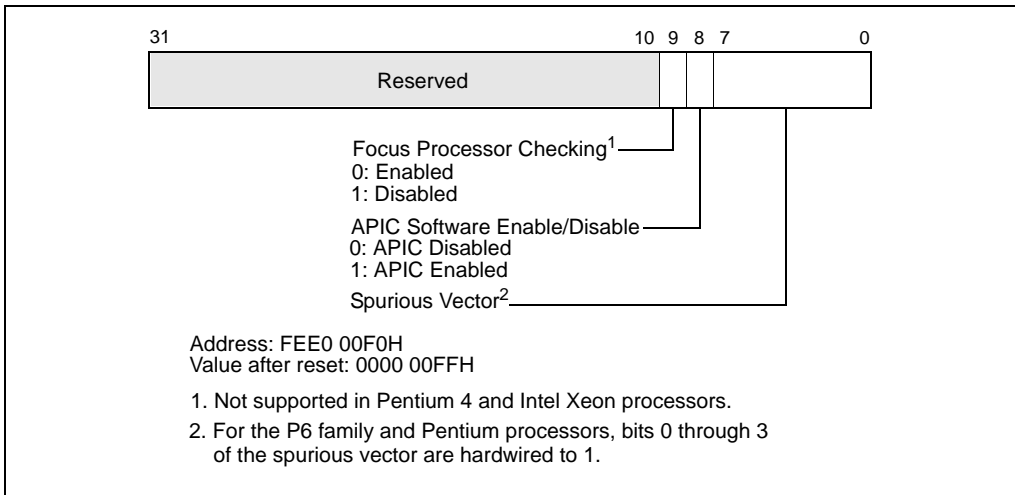 31 10 9 8 7 0
Reserved
Focus Processor Checking1
0: Enabled
1: Disabled
APIC Software Enable/Disable
0: APIC Disabled
1: APIC Enabled
Spurious Vector2
Address: FEE0 00F0H
Value after reset: 0000 00FFH
1. Not supported in Pentium 4 and Intel Xeon processors.
2. For the P6 family and Pentium processors, bits 0 through 3
of the spurious vector are hardwired to 1.